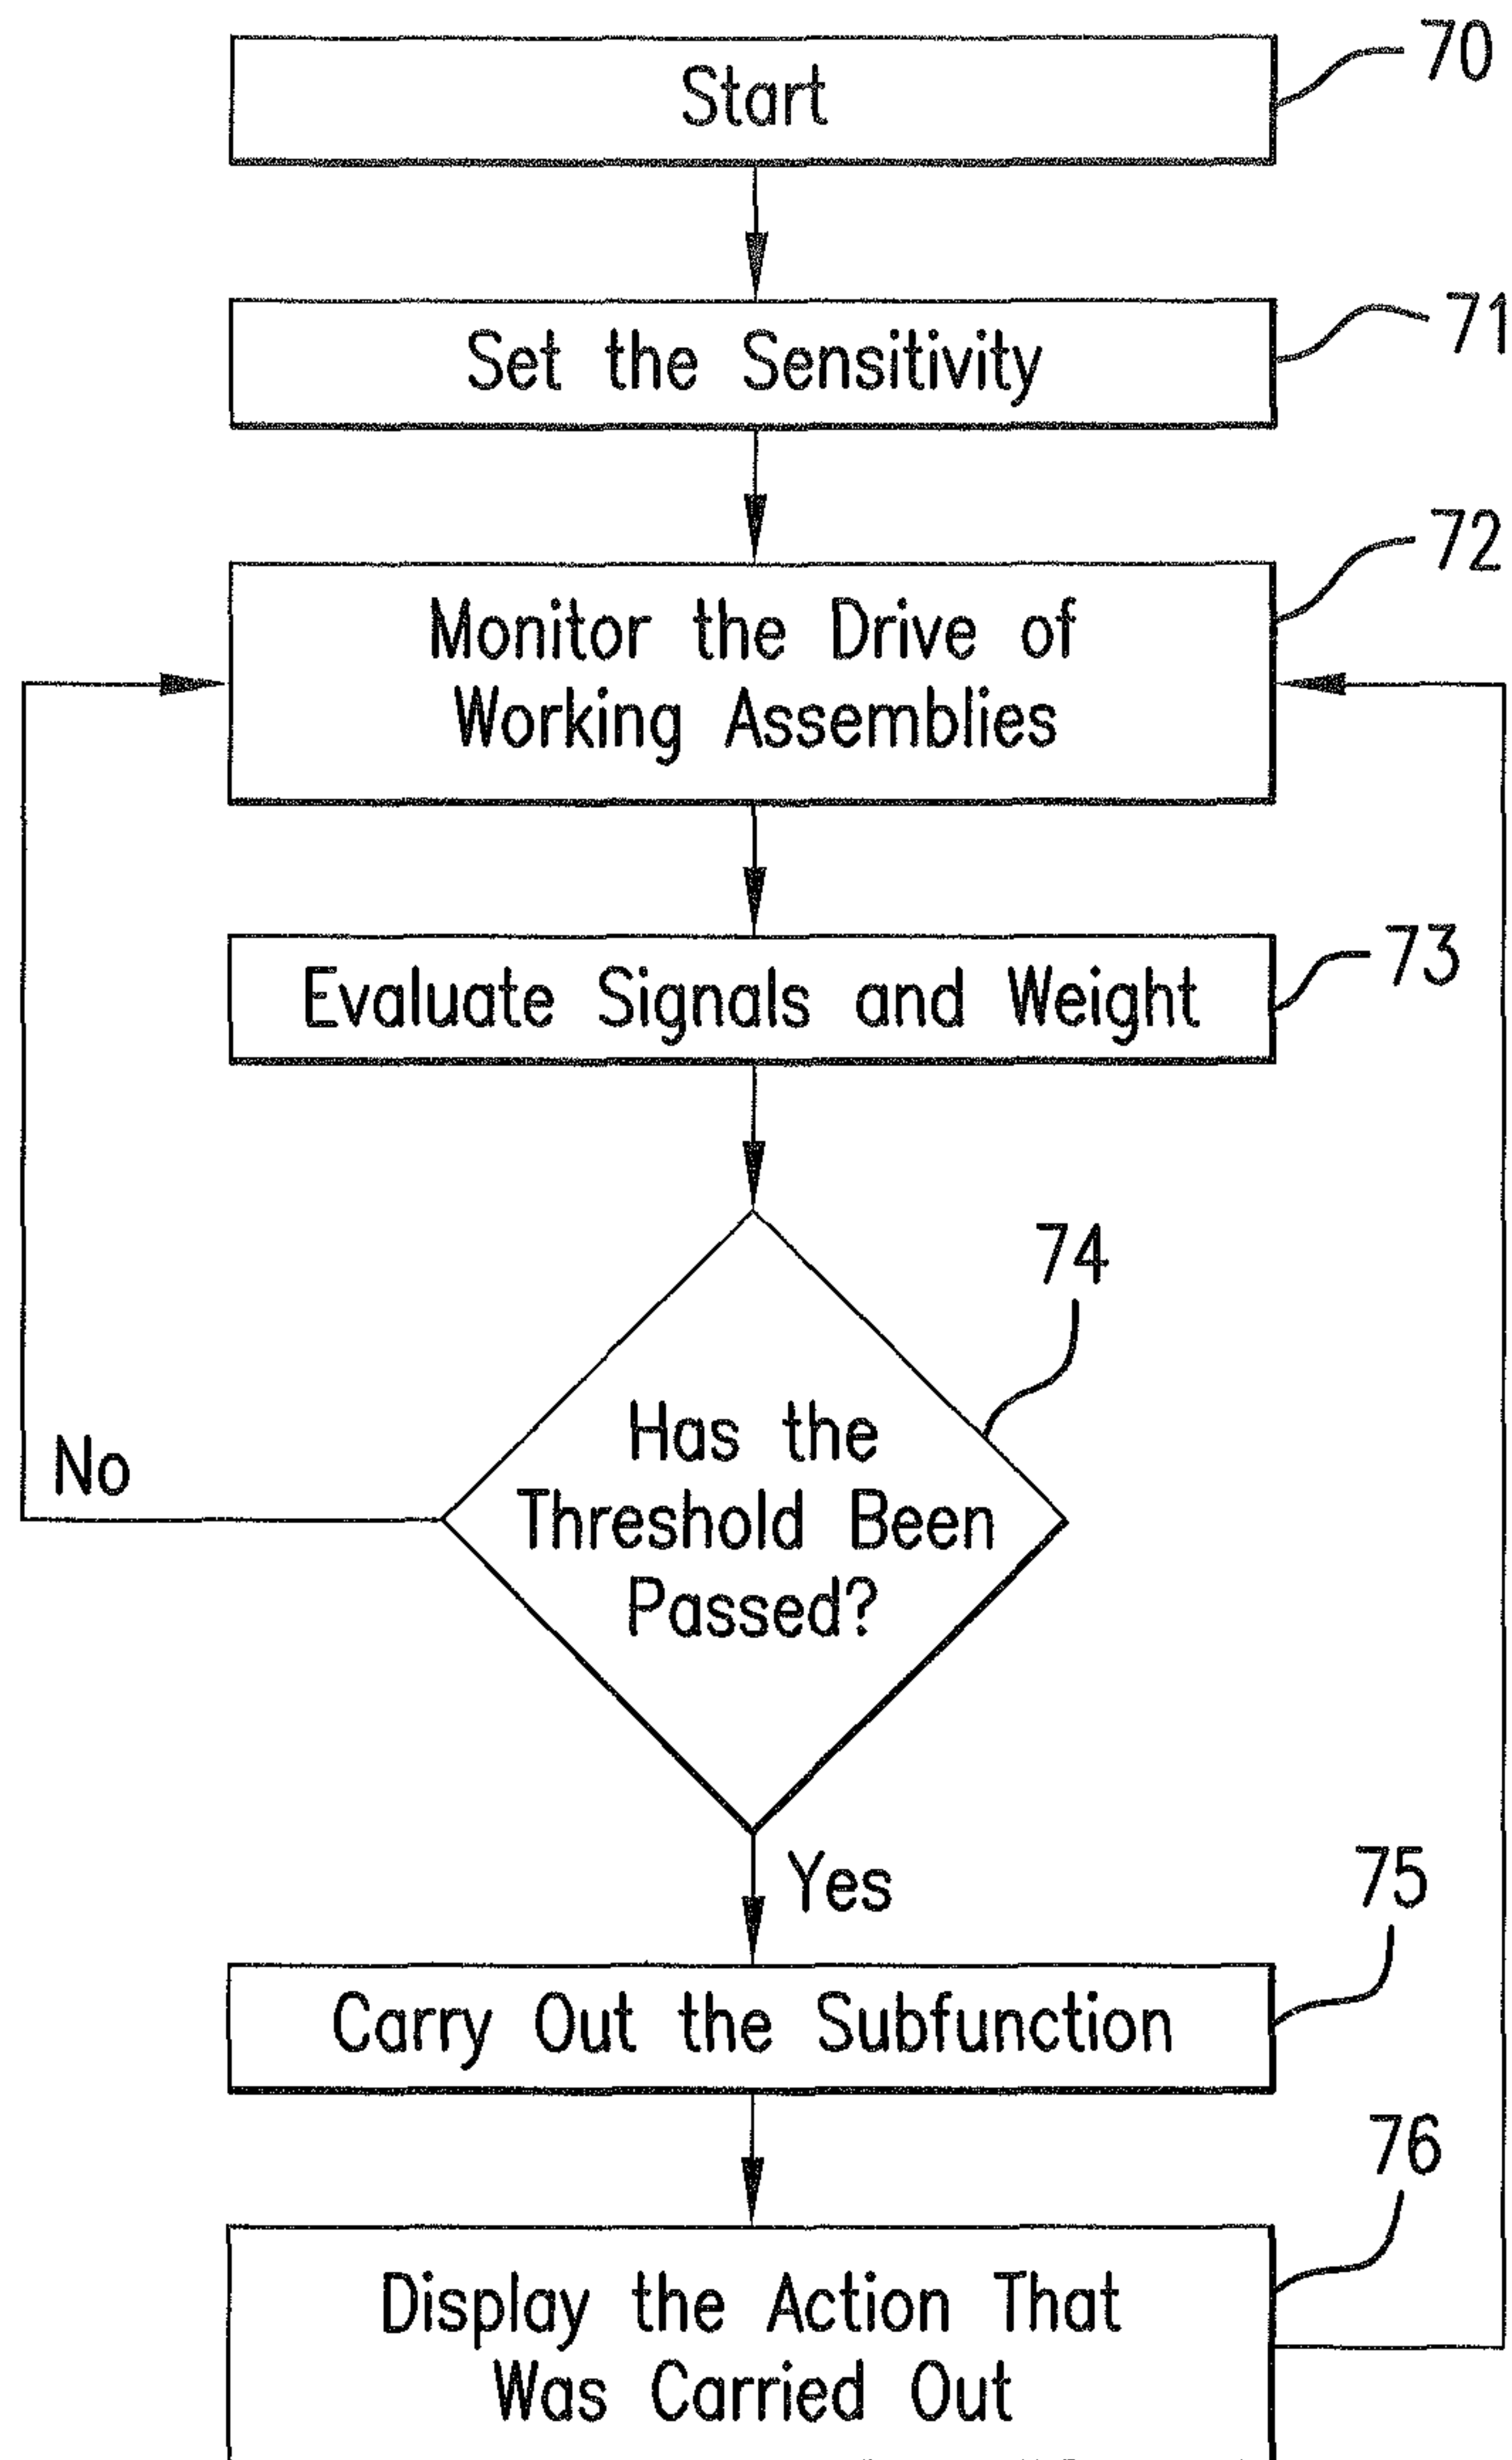 Start
70
Set the Sensitivity
71
72
Monitor the Drive of
Working Assemblies
73
Evaluate Signals and Weight
74
Has the
Threshold Been
Passed?
No
Yes
75
Carry Out the Subfunction
76
Display the Action That
Was Carried Out